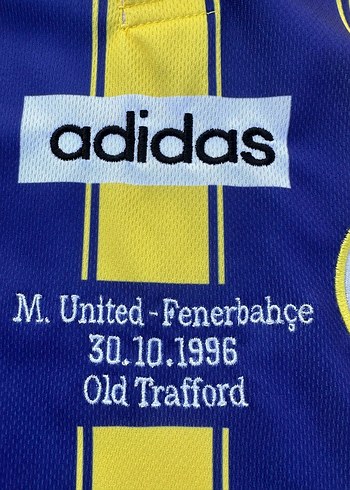 adidas
M. United - Fenerbahçe
30.10.1996
Old Trafford